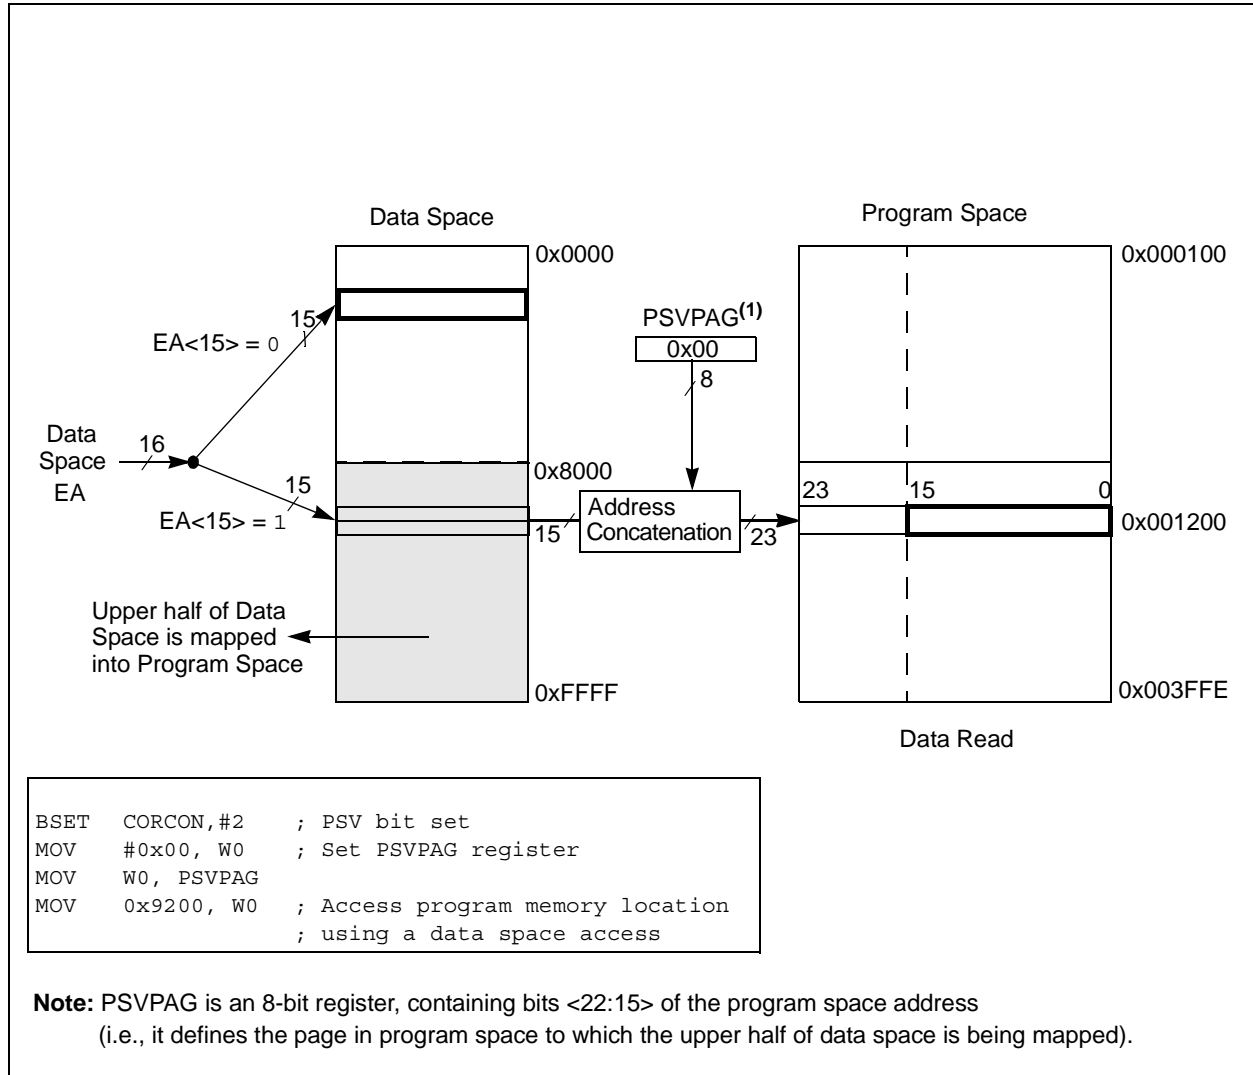 Data Space
Program Space
0x0000
0x000100
15
PSVPAG(1)
EA<15> = 0
0x00
8
Data
Space
EA
16
0x8000
15
23
15
0
EA<15> = 1
15
Address
Concatenation
23
0x001200
Upper half of Data
Space is mapped
into Program Space
0xFFFF
0x003FFE
Data Read
BSET CORCON,#2 ; PSV bit set
MOV #0x00, W0 ; Set PSVPAG register
MOV W0, PSVPAG
MOV 0x9200, W0 ; Access program memory location
; using a data space access
Note: PSVPAG is an 8-bit register, containing bits <22:15> of the program space address
(i.e., it defines the page in program space to which the upper half of data space is being mapped).